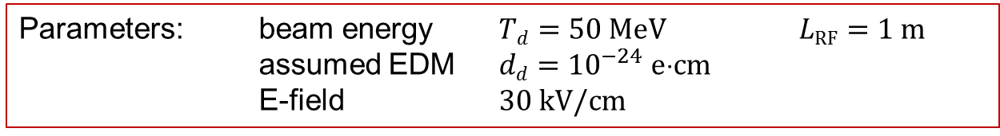 Parameters: beam energy T_d = 50 MeV L_RF = 1 m
assumed EDM d_d = 10^−24 e·cm
E-field 30 kV/cm